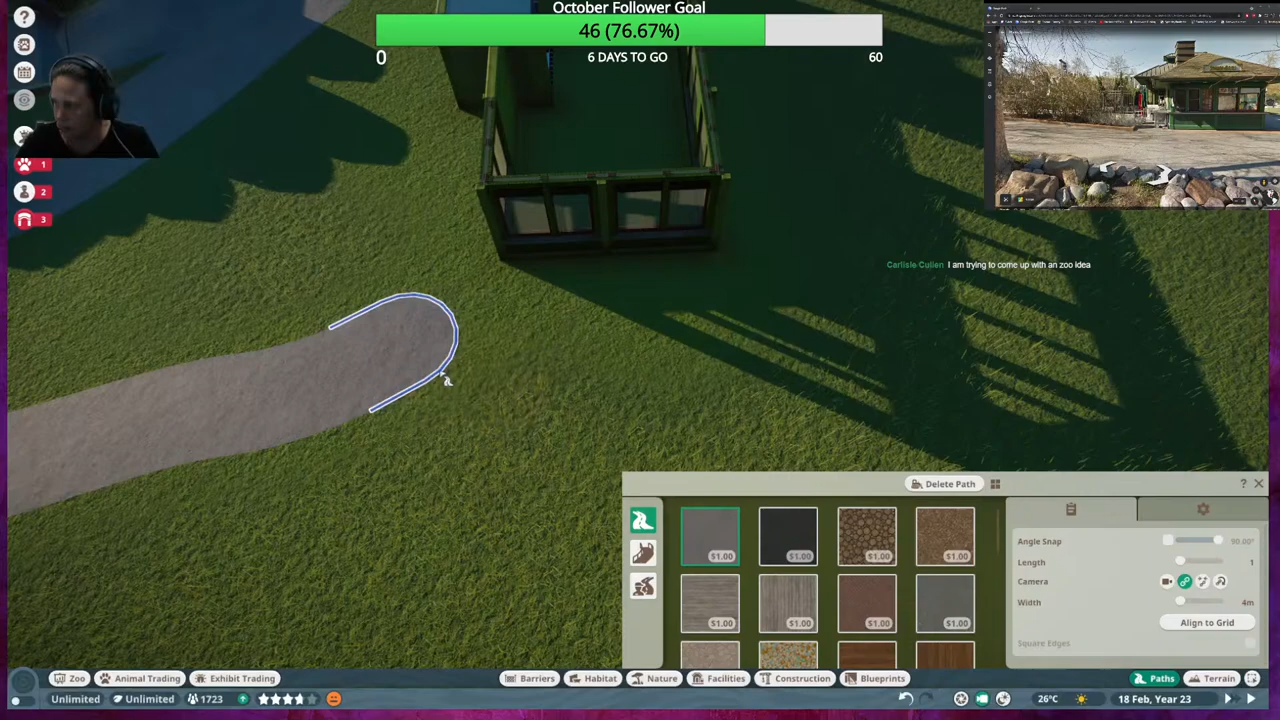 October Follower Goal
46 (76.67%)
0
6 DAYS TO GO
60
1
2
3
Carlisle Cullen I am trying to come up with an zoo idea
Delete Path
?
$1.00 $1.00 $1.00 $1.00
$1.00 $1.00 $1.00 $1.00
Angle Snap 90.00°
Length 1
Camera
Width 4m
Align to Grid
Square Edges
Zoo Animal Trading Exhibit Trading Barriers Habitat Nature Facilities Construction Blueprints Paths Terrain
Unlimited Unlimited 1723 26°C 18 Feb, Year 23